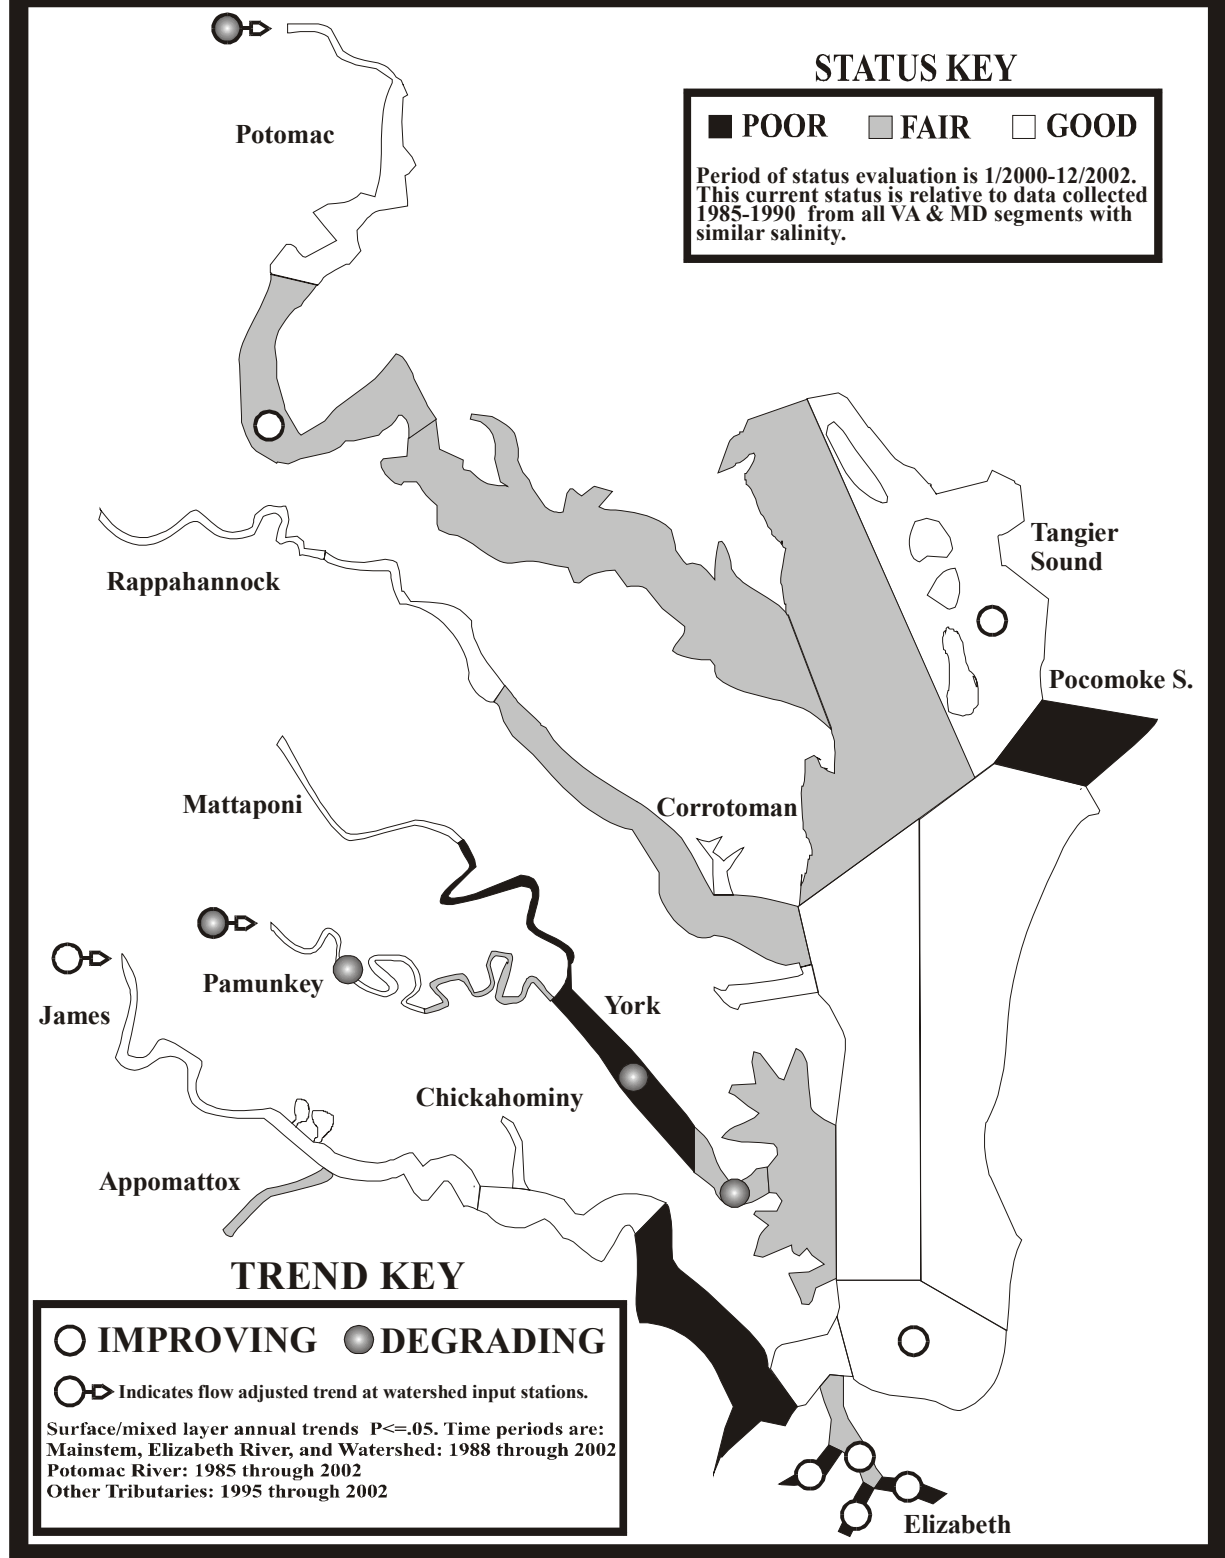 Potomac
STATUS KEY
POOR FAIR GOOD
Period of status evaluation is 1/2000-12/2002.
This current status is relative to data collected
1985-1990 from all VA & MD segments with
similar salinity.
Tangier
Sound
Rappahannock
Pocomoke S.
Mattaponi
Corrotoman
Pamunkey
York
James
Chickahominy
Appomattox
TREND KEY
IMPROVING DEGRADING
Indicates flow adjusted trend at watershed input stations.
Surface/mixed layer annual trends P<=.05. Time periods are:
Mainstem, Elizabeth River, and Watershed: 1988 through 2002
Potomac River: 1985 through 2002
Other Tributaries: 1995 through 2002
Elizabeth